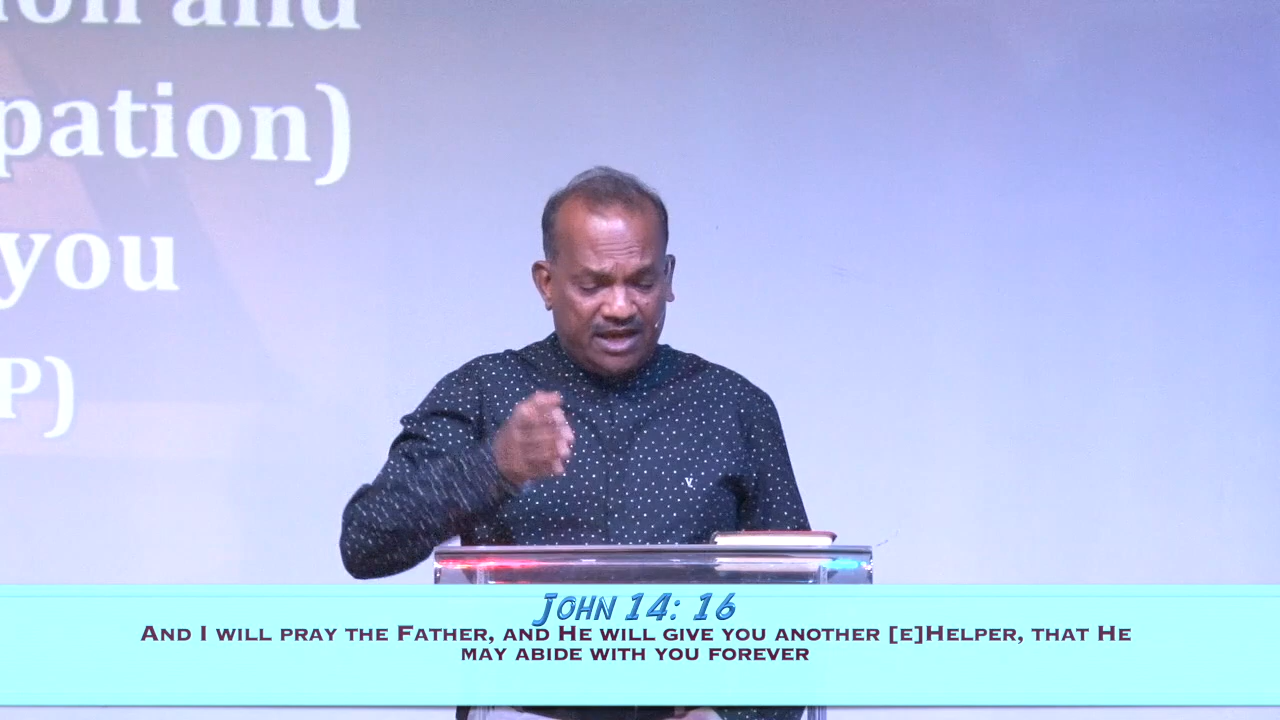 on and
pation)
you
P)
John 14: 16
And I will pray the Father, and He will give you another [e]Helper, that He
may abide with you forever